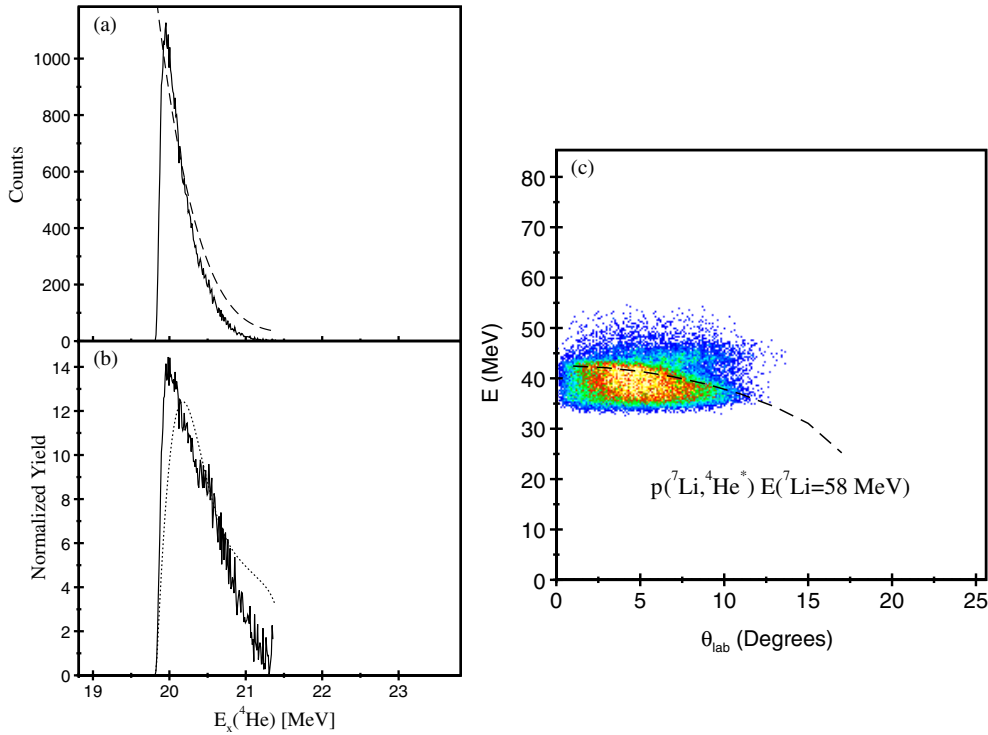 (a)
1000
800
600
400
200
0
Counts
(b)
14
12
10
8
6
4
2
0
Normalized Yield
19 20 21 22 23
Eₓ(⁴He) [MeV]
(c)
80
70
60
50
40
30
20
10
0
E (MeV)
p(⁷Li,⁴He*) E(⁷Li=58 MeV)
0 5 10 15 20 25
θlab (Degrees)